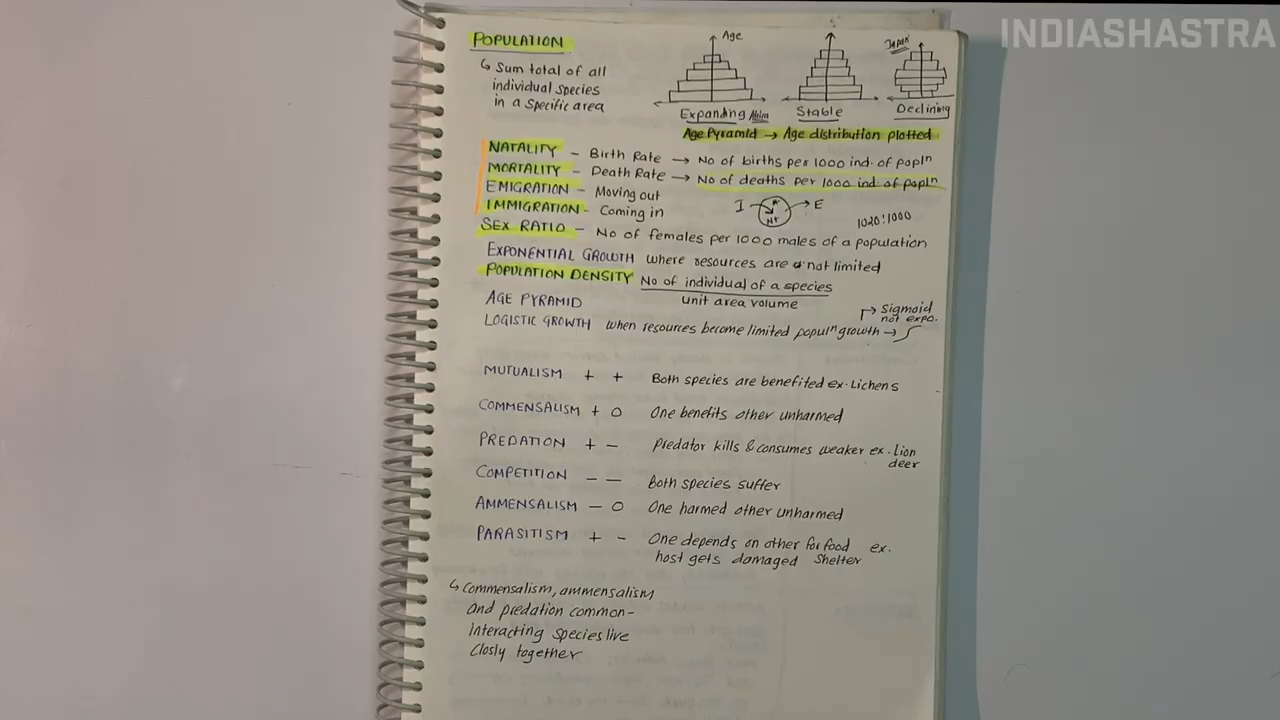 INDIASHASTRA
POPULATION
↳ Sum total of all
individual species
in a specific area
Age
JAPAN
Expanding Africa
Stable
Declining
Age Pyramid → Age distribution plotted
NATALITY – Birth Rate → No of births per 1000 ind. of poplⁿ
MORTALITY – Death Rate → No of deaths per 1000 ind. of poplⁿ
EMIGRATION – Moving out
IMMIGRATION – Coming in
I → E
N+
1020:1000
SEX RATIO – No of females per 1000 males of a population
EXPONENTIAL GROWTH where resources are not limited
POPULATION DENSITY No of individual of a species
unit area volume
AGE PYRAMID
↱ Sigmoid
not expo.
LOGISTIC GROWTH when resources become limited populⁿ growth →
MUTUALISM + + Both species are benefited ex. Lichens
COMMENSALISM + 0 One benefits other unharmed
PREDATION + – Predator kills & consumes weaker ex. Lion
deer
COMPETITION – – Both species suffer
AMMENSALISM – 0 One harmed other unharmed
PARASITISM + – One depends on other for food ex.
host gets damaged shelter
↳ Commensalism, ammensalism
and predation common-
interacting species live
closly together